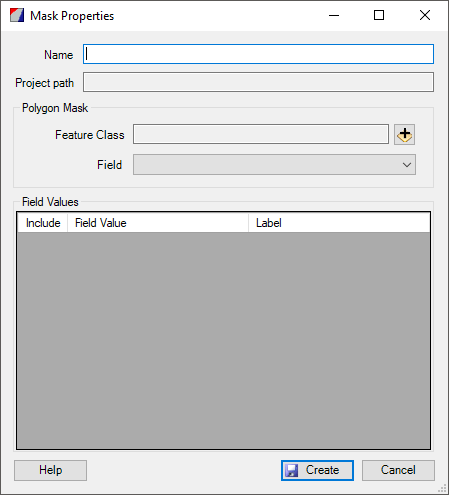 Mask Properties
Name
Project path
Polygon Mask
Feature Class
Field
Field Values
Include Field Value Label
Help Create Cancel